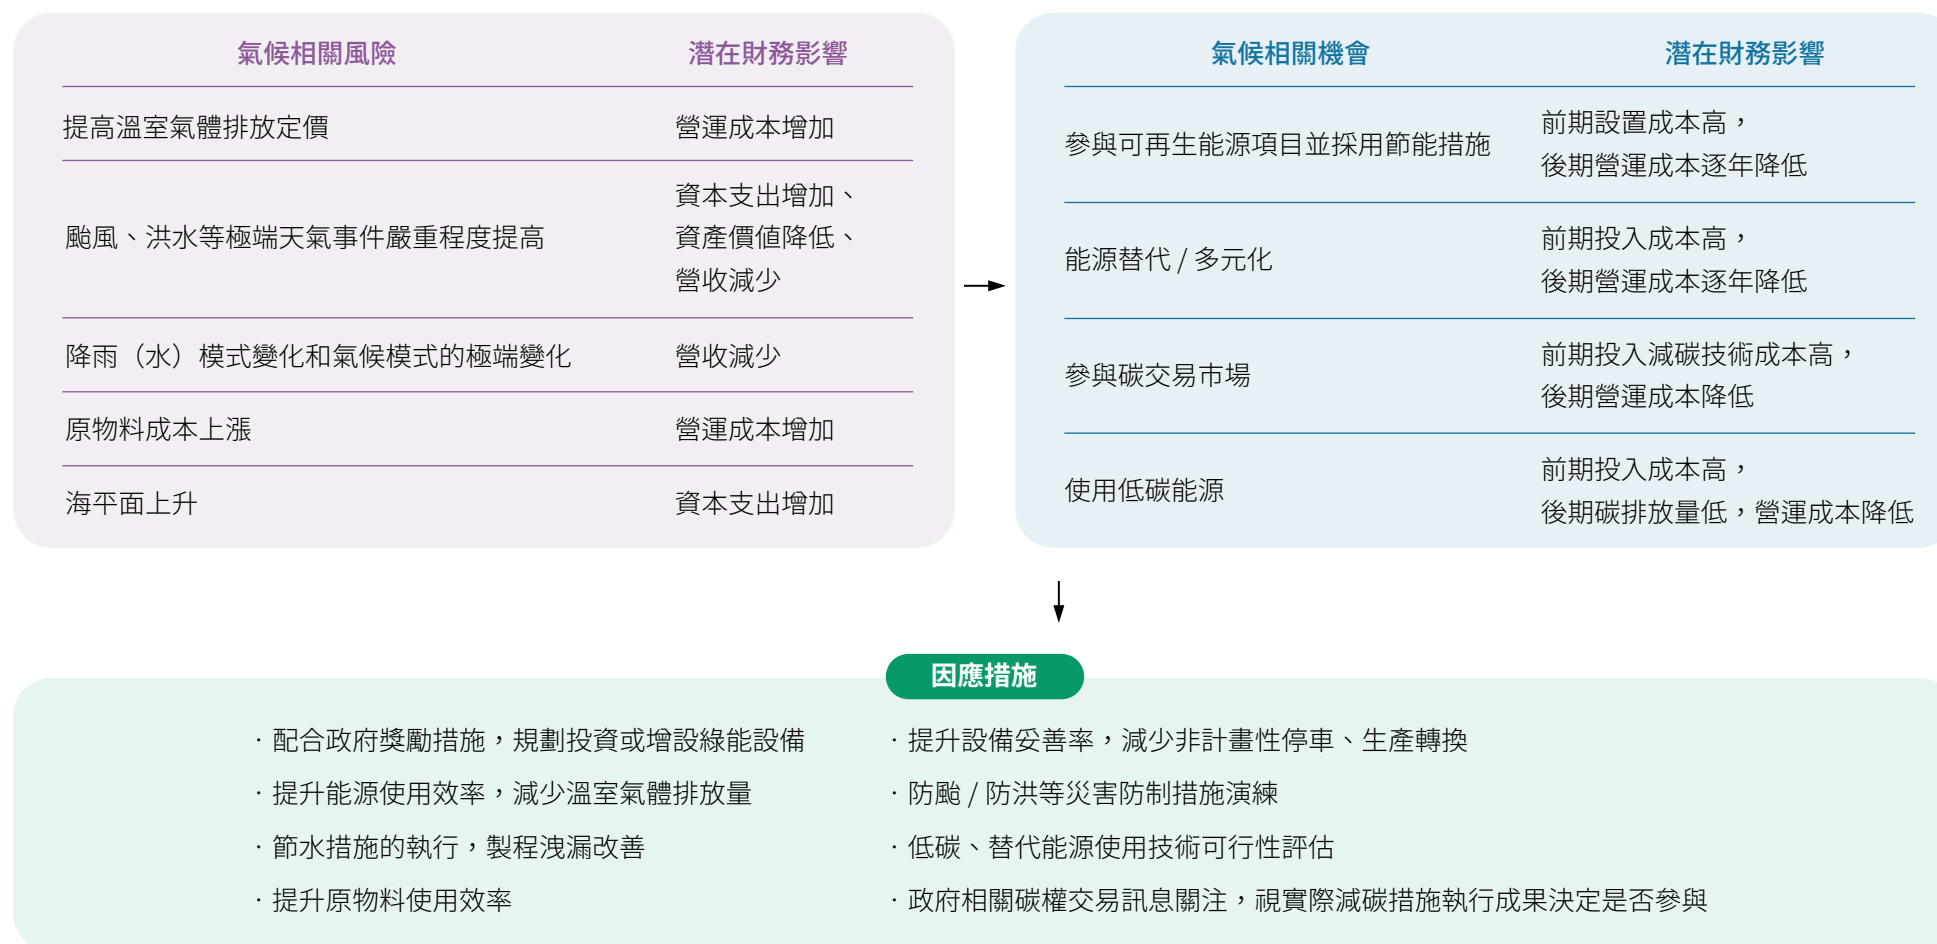 氣候相關風險 潛在財務影響
提高溫室氣體排放定價 營運成本增加
颱風、洪水等極端天氣事件嚴重程度提高
資本支出增加、
資產價值降低、
營收減少
降雨（水）模式變化和氣候模式的極端變化 營收減少
原物料成本上漲 營運成本增加
海平面上升 資本支出增加
氣候相關機會 潛在財務影響
參與可再生能源項目並採用節能措施
前期設置成本高，
後期營運成本逐年降低
能源替代 / 多元化
前期投入成本高，
後期營運成本逐年降低
參與碳交易市場
前期投入減碳技術成本高，
後期營運成本降低
使用低碳能源
前期投入成本高，
後期碳排放量低，營運成本降低
因應措施
· 配合政府獎勵措施，規劃投資或增設綠能設備
· 提升能源使用效率，減少溫室氣體排放量
· 節水措施的執行，製程洩漏改善
· 提升原物料使用效率
· 提升設備妥善率，減少非計畫性停車、生產轉換
· 防颱 / 防洪等災害防制措施演練
· 低碳、替代能源使用技術可行性評估
· 政府相關碳權交易訊息關注，視實際減碳措施執行成果決定是否參與